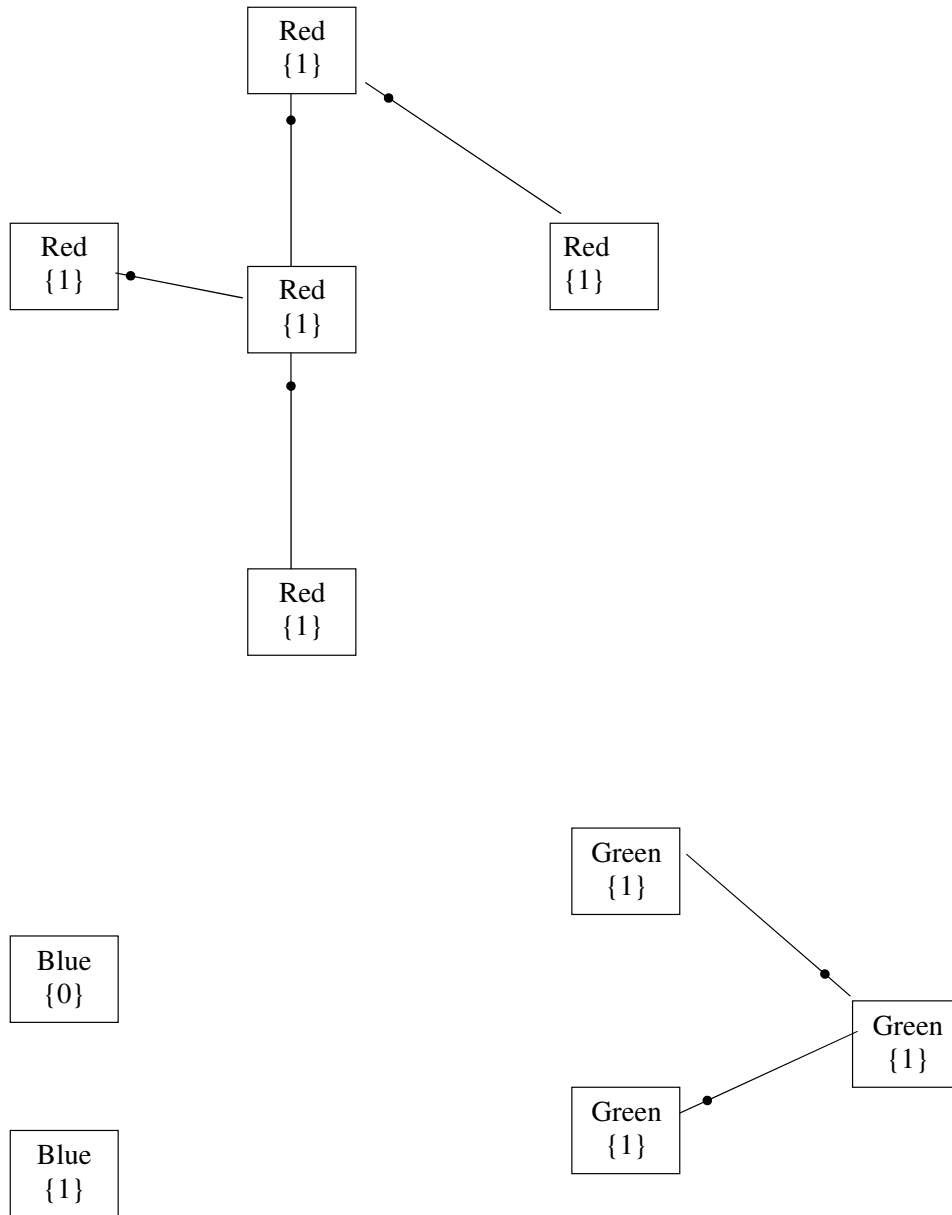 Red
{1}
Red
{1}
Red
{1}
Red
{1}
Red
{1}
Green
{1}
Blue
{0}
Green
{1}
Green
{1}
Blue
{1}